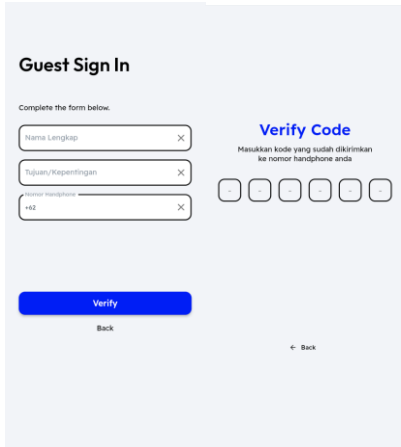 Guest Sign In
Complete the form below.
Nama Lengkap
Tujuan/Kepentingan
Nomor Handphone
+62
Verify
Back
Verify Code
Masukkan kode yang sudah dikirimkan
ke nomor handphone anda
- - - - - -
← Back